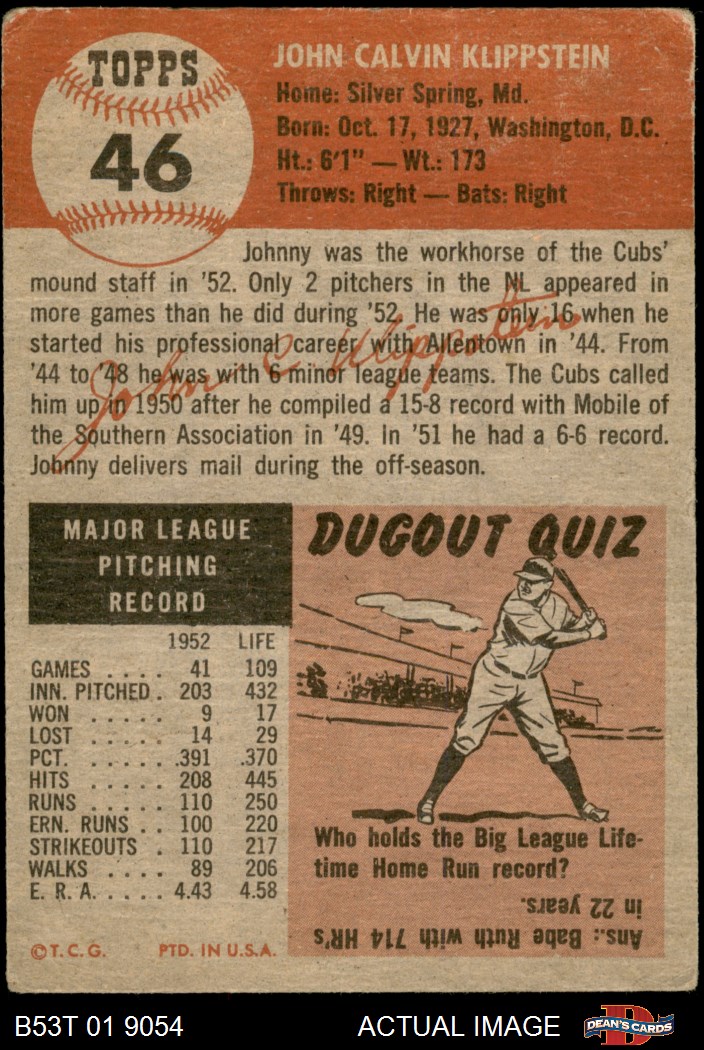 TOPPS
46
JOHN CALVIN KLIPPSTEIN
Home: Silver Spring, Md.
Born: Oct. 17, 1927, Washington, D.C.
Ht.: 6'1" — Wt.: 173
Throws: Right — Bats: Right
Johnny was the workhorse of the Cubs'
mound staff in '52. Only 2 pitchers in the NL appeared in
more games than he did during '52. He was only 16 when he
started his professional career with Allentown in '44. From
'44 to '48 he was with 6 minor league teams. The Cubs called
him up in 1950 after he compiled a 15-8 record with Mobile of
the Southern Association in '49. In '51 he had a 6-6 record.
Johnny delivers mail during the off-season.
John C Klippstein
MAJOR LEAGUE
PITCHING
RECORD
1952 LIFE
GAMES . . . . 41 109
INN. PITCHED . 203 432
WON . . . . . 9 17
LOST . . . . . 14 29
PCT. . . . . . .391 .370
HITS . . . . . 208 445
RUNS . . . . . 110 250
ERN. RUNS . . 100 220
STRIKEOUTS . 110 217
WALKS . . . . 89 206
E. R. A. . . . . . 4.43 4.58
©T.C.G. PTD. IN U.S.A.
DUGOUT QUIZ
Who holds the Big League Life-
time Home Run record?
Ans.: Babe Ruth with 714 HR's
in 22 years.
B53T 01 9054
ACTUAL IMAGE
D
DEAN'S CARDS